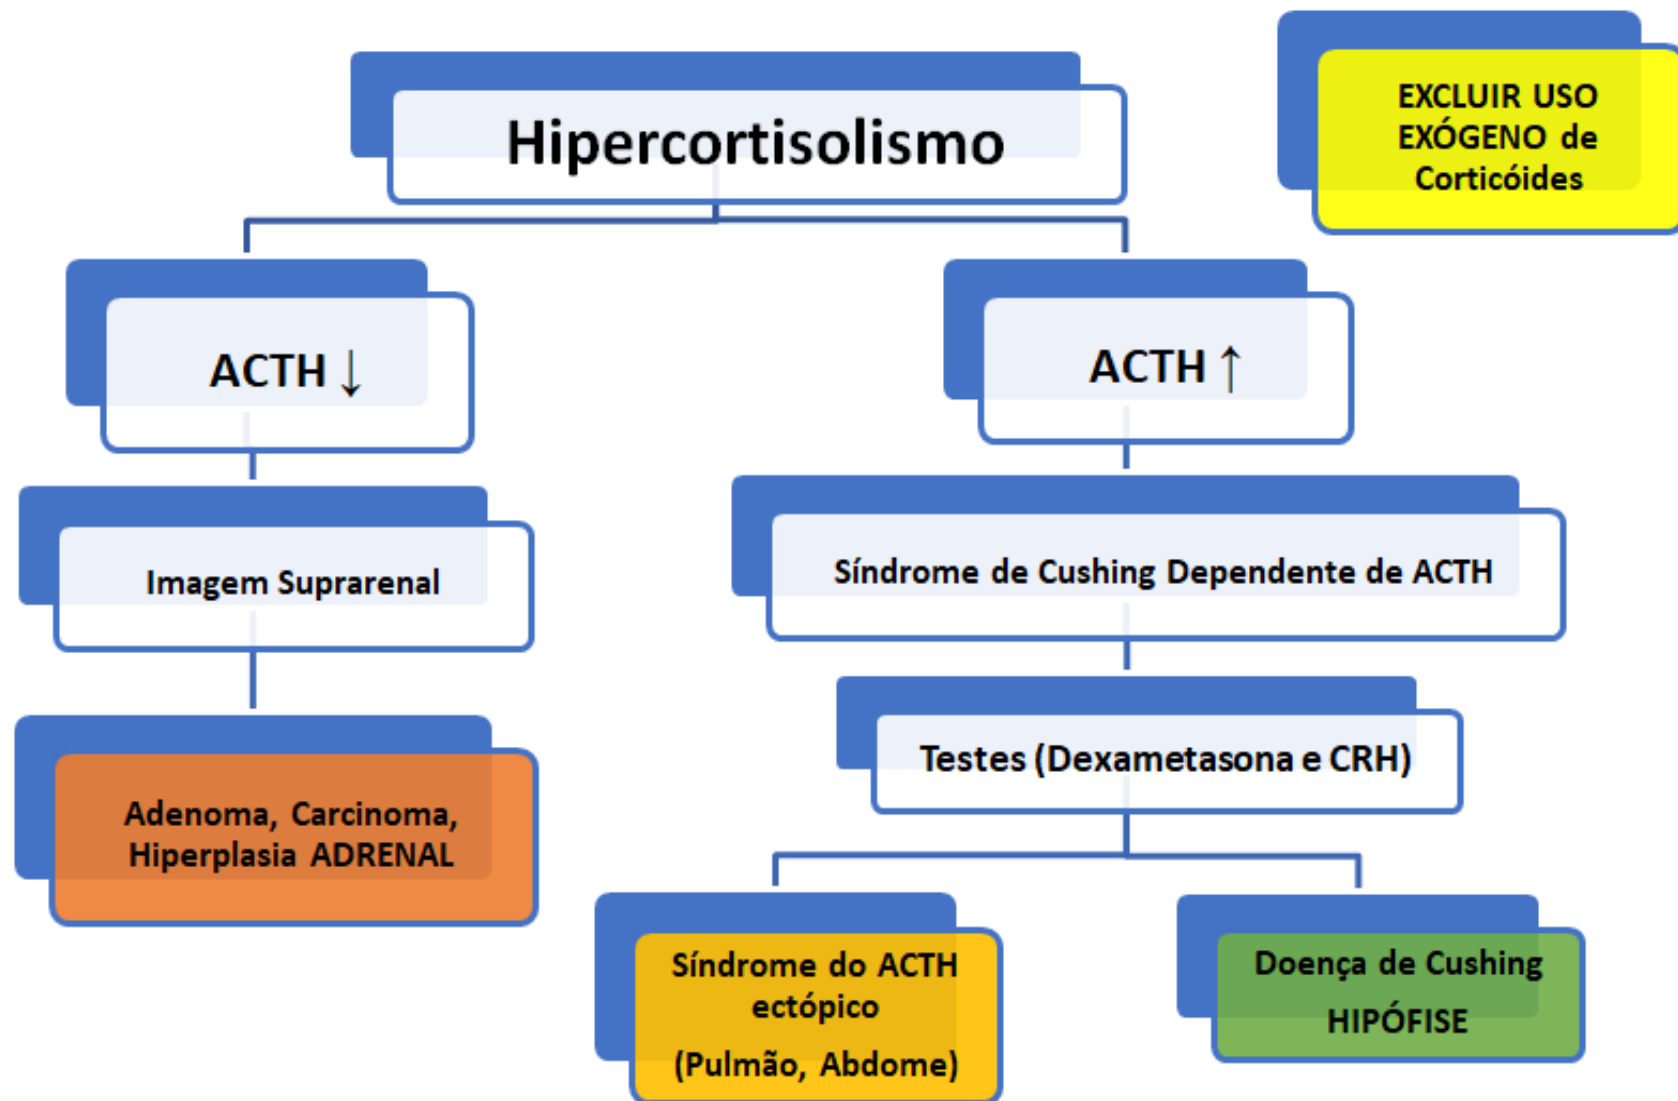 Hipercortisolismo
EXCLUIR USO
EXÓGENO de
Corticóides
ACTH ↓
ACTH ↑
Imagem Suprarenal
Síndrome de Cushing Dependente de ACTH
Testes (Dexametasona e CRH)
Adenoma, Carcinoma,
Hiperplasia ADRENAL
Síndrome do ACTH
ectópico
(Pulmão, Abdome)
Doença de Cushing
HIPÓFISE